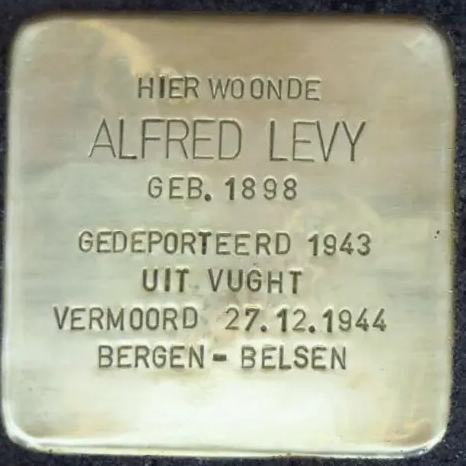 HIER WOONDE
ALFRED LEVY
GEB. 1898
GEDEPORTEERD 1943
UIT VUGHT
VERMOORD 27.12.1944
BERGEN - BELSEN